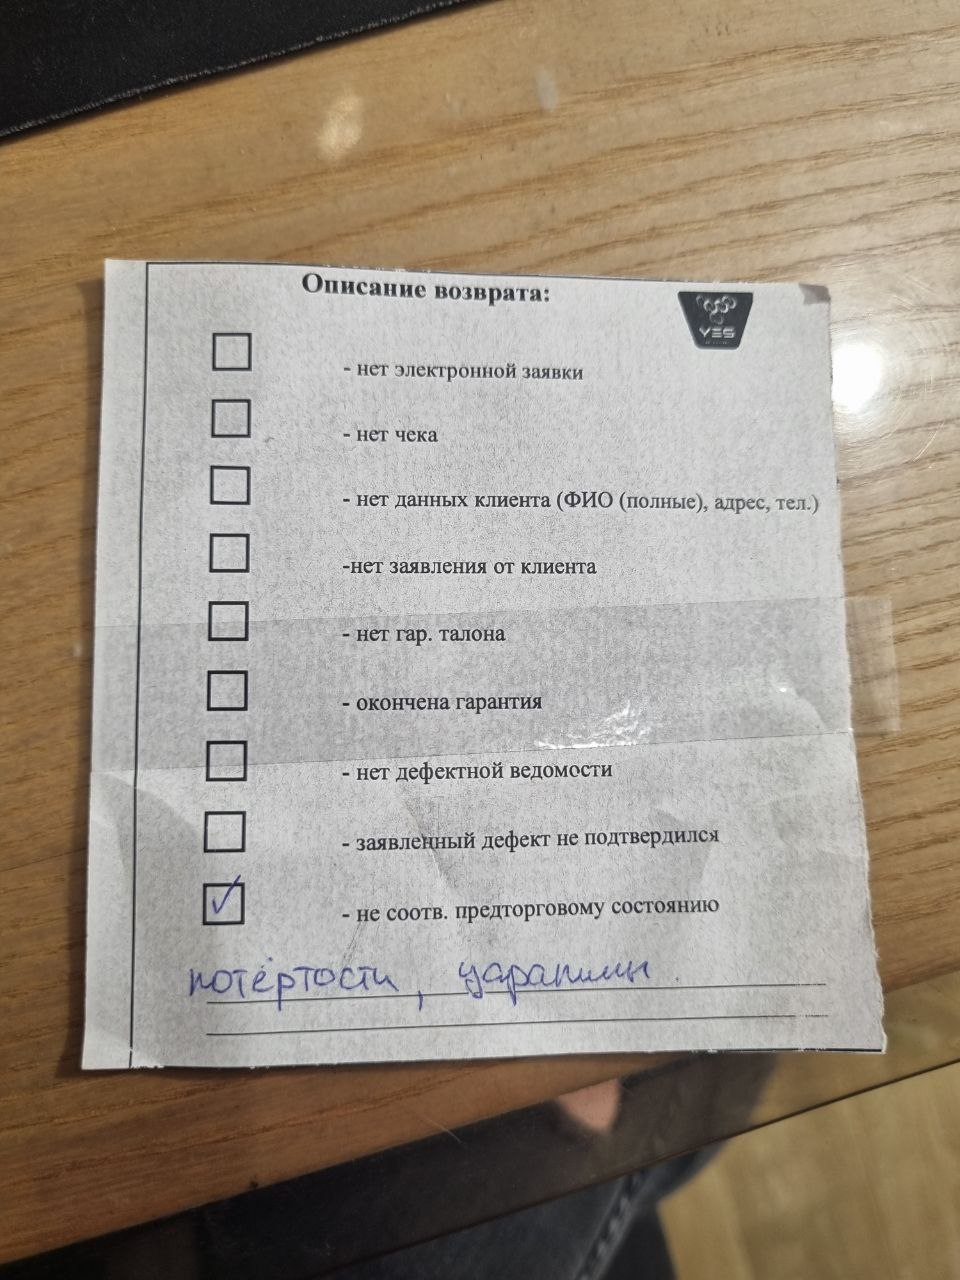 Описание возврата:
YES
- нет электронной заявки
- нет чека
- нет данных клиента (ФИО (полные), адрес, тел.)
-нет заявления от клиента
- нет гар. талона
- окончена гарантия
- нет дефектной ведомости
- заявленный дефект не подтвердился
- не соотв. предторговому состоянию
потёртости, царапины.